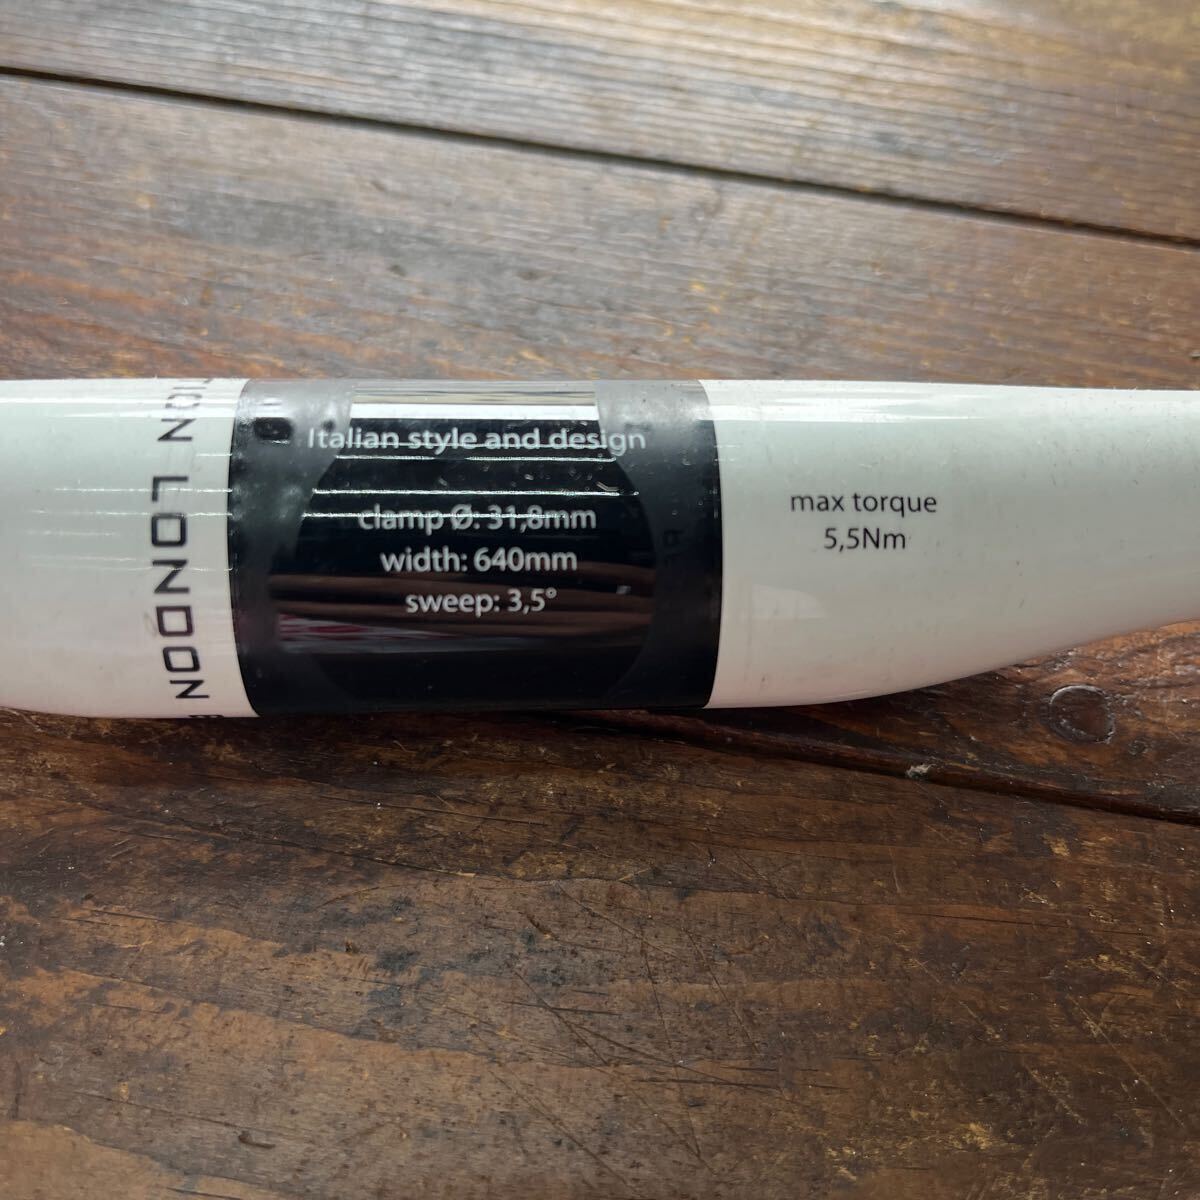 LONDON
Italian style and design
clamp Ø: 31,8mm
width: 640mm
sweep: 3,5°
max torque
5,5Nm